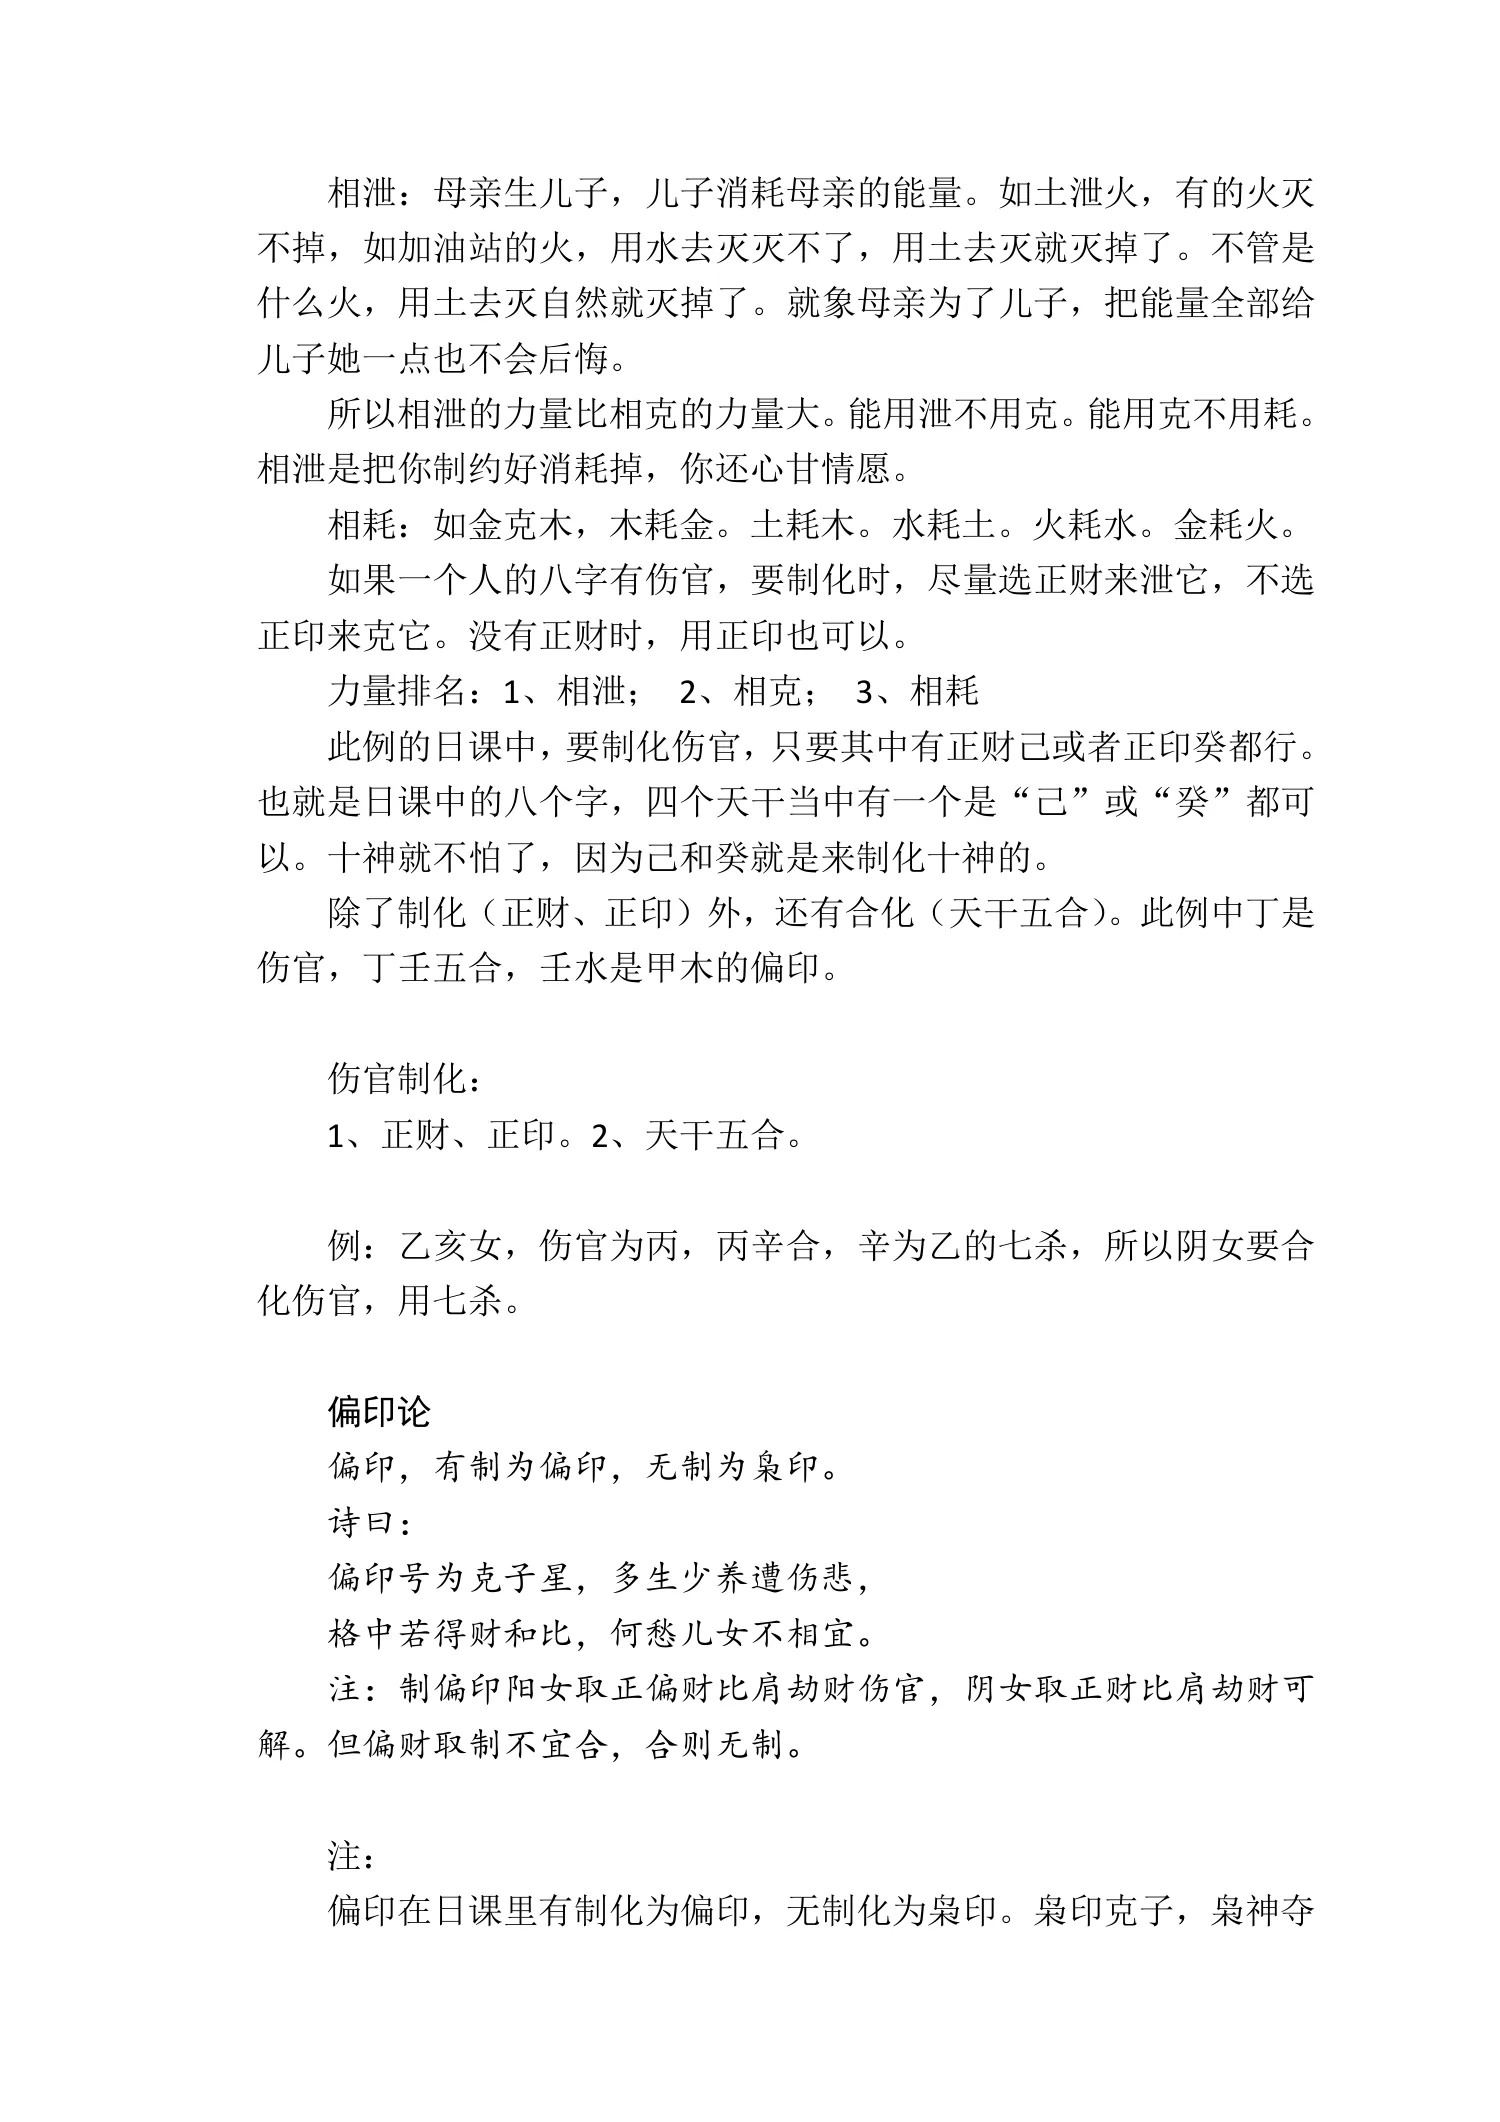 相泄：母亲生儿子，儿子消耗母亲的能量。如土泄火，有的火灭
不掉，如加油站的火，用水去灭灭不了，用土去灭就灭掉了。不管是
什么火，用土去灭自然就灭掉了。就象母亲为了儿子，把能量全部给
儿子她一点也不会后悔。
所以相泄的力量比相克的力量大。能用泄不用克。能用克不用耗。
相泄是把你制约好消耗掉，你还心甘情愿。
相耗：如金克木，木耗金。土耗木。水耗土。火耗水。金耗火。
如果一个人的八字有伤官，要制化时，尽量选正财来泄它，不选
正印来克它。没有正财时，用正印也可以。
力量排名：1、相泄； 2、相克； 3、相耗
此例的日课中，要制化伤官，只要其中有正财己或者正印癸都行。
也就是日课中的八个字，四个天干当中有一个是“己”或“癸”都可
以。十神就不怕了，因为己和癸就是来制化十神的。
除了制化（正财、正印）外，还有合化（天干五合）。此例中丁是
伤官，丁壬五合，壬水是甲木的偏印。
伤官制化：
1、正财、正印。2、天干五合。
例：乙亥女，伤官为丙，丙辛合，辛为乙的七杀，所以阴女要合
化伤官，用七杀。
偏印论
偏印，有制为偏印，无制为枭印。
诗曰：
偏印号为克子星，多生少养遭伤悲，
格中若得财和比，何愁儿女不相宜。
注：制偏印阳女取正偏财比肩劫财伤官，阴女取正财比肩劫财可
解。但偏财取制不宜合，合则无制。
注：
偏印在日课里有制化为偏印，无制化为枭印。枭印克子，枭神夺